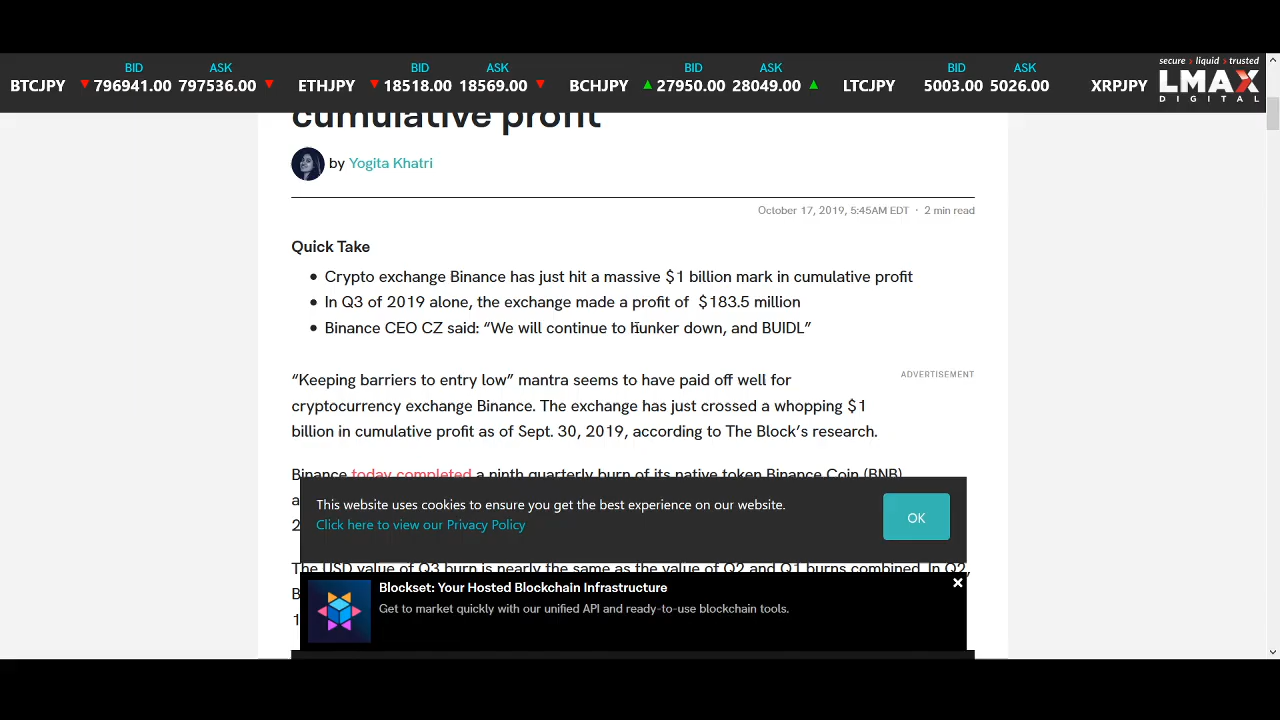 BID ASK BID ASK BID ASK BID ASK secure › liquid › trusted
BTCJPY 796941.00 797536.00 ETHJPY 18518.00 18569.00 BCHJPY 27950.00 28049.00 LTCJPY 5003.00 5026.00 XRPJPY LMAX
DIGITAL
cumulative profit
by Yogita Khatri
October 17, 2019, 5:45AM EDT · 2 min read
Quick Take
• Crypto exchange Binance has just hit a massive $1 billion mark in cumulative profit
• In Q3 of 2019 alone, the exchange made a profit of $183.5 million
• Binance CEO CZ said: “We will continue to hunker down, and BUIDL”
ADVERTISEMENT
“Keeping barriers to entry low” mantra seems to have paid off well for
cryptocurrency exchange Binance. The exchange has just crossed a whopping $1
billion in cumulative profit as of Sept. 30, 2019, according to The Block’s research.
Binance today completed a ninth quarterly burn of its native token Binance Coin (BNB)
This website uses cookies to ensure you get the best experience on our website.
Click here to view our Privacy Policy
OK
The USD value of Q3 burn is nearly the same as the value of Q2 and Q1 burns combined. In Q2,
Blockset: Your Hosted Blockchain Infrastructure
Get to market quickly with our unified API and ready-to-use blockchain tools.